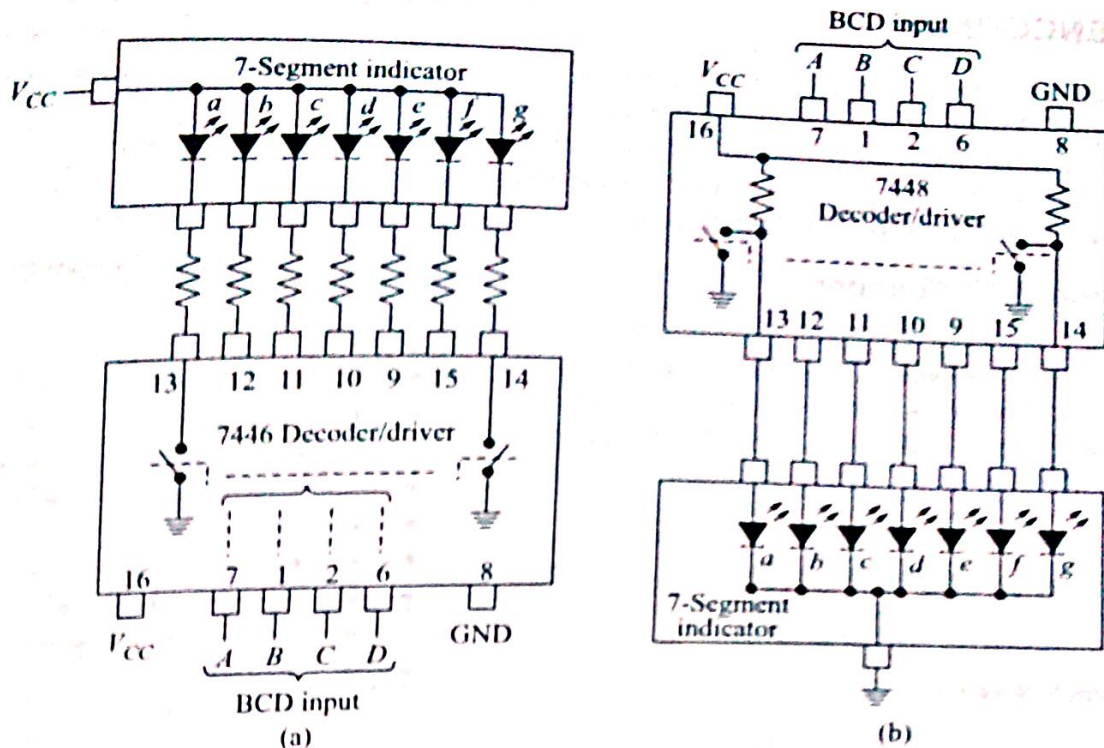 7-Segment indicator
V_CC
a b c d e f g
13 12 11 10 9 15 14
7446 Decoder/driver
16 7 1 2 6 8
V_CC A B C D GND
BCD input
(a)
BCD input
A B C D
V_CC GND
16 7 1 2 6 8
7448
Decoder/driver
13 12 11 10 9 15 14
a b c d e f g
7-Segment
indicator
(b)